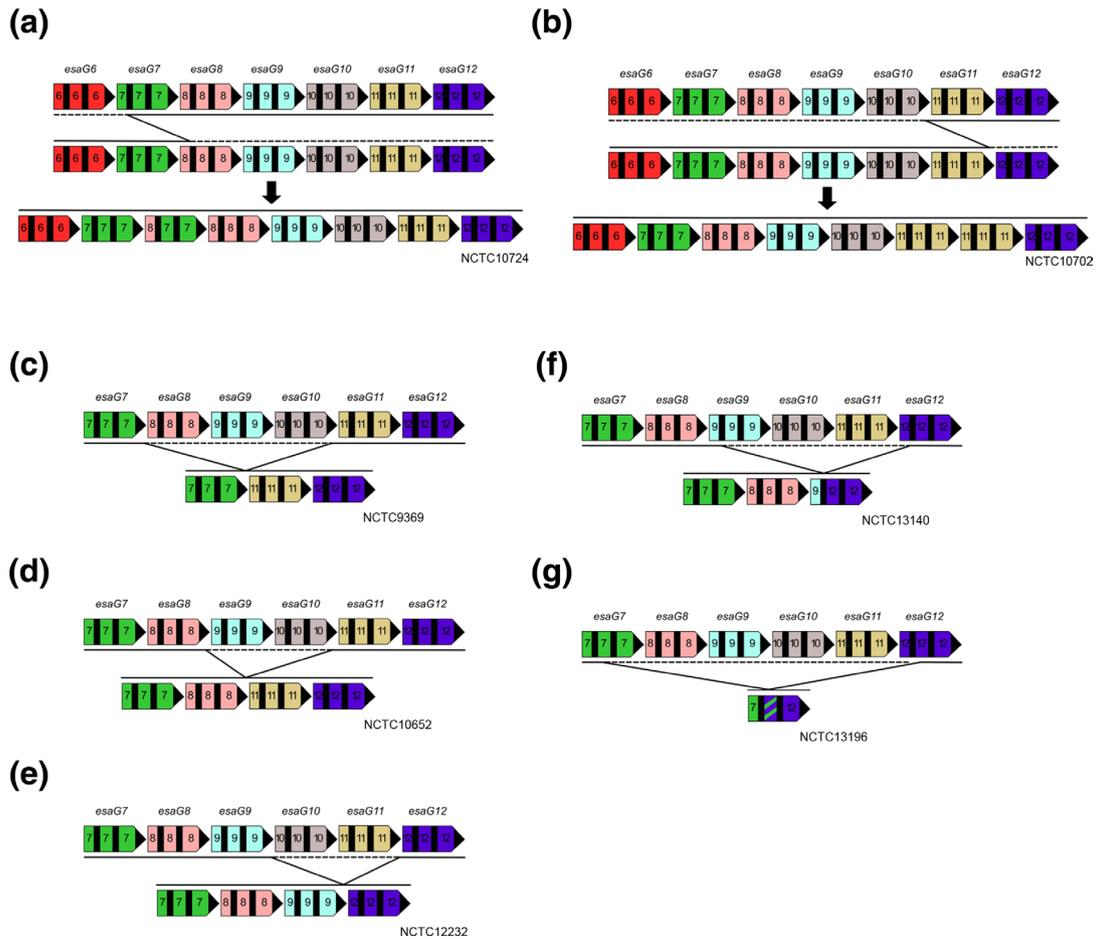 (a)
esaG6 esaG7 esaG8 esaG9 esaG10 esaG11 esaG12
6 6 6 7 7 7 8 8 8 9 9 9 10 10 10 11 11 11 12 12 12
6 6 6 7 7 7 8 8 8 9 9 9 10 10 10 11 11 11 12 12 12
6 6 6 7 7 7 8 7 7 8 8 8 9 9 9 10 10 10 11 11 11 12 12 12
NCTC10724
(b)
esaG6 esaG7 esaG8 esaG9 esaG10 esaG11 esaG12
6 6 6 7 7 7 8 8 8 9 9 9 10 10 10 11 11 11 12 12 12
6 6 6 7 7 7 8 8 8 9 9 9 10 10 10 11 11 11 12 12 12
6 6 6 7 7 7 8 8 8 9 9 9 10 10 10 11 11 11 11 11 11 12 12 12
NCTC10702
(c)
esaG7 esaG8 esaG9 esaG10 esaG11 esaG12
7 7 7 8 8 8 9 9 9 10 10 10 11 11 11 12 12 12
7 7 7 11 11 11 12 12 12
NCTC9369
(f)
esaG7 esaG8 esaG9 esaG10 esaG11 esaG12
7 7 7 8 8 8 9 9 9 10 10 10 11 11 11 12 12 12
7 7 7 8 8 8 9 12 12
NCTC13140
(d)
esaG7 esaG8 esaG9 esaG10 esaG11 esaG12
7 7 7 8 8 8 9 9 9 10 10 10 11 11 11 12 12 12
7 7 7 8 8 8 11 11 11 12 12 12
NCTC10652
(g)
esaG7 esaG8 esaG9 esaG10 esaG11 esaG12
7 7 7 8 8 8 9 9 9 10 10 10 11 11 11 12 12 12
7 12
NCTC13196
(e)
esaG7 esaG8 esaG9 esaG10 esaG11 esaG12
7 7 7 8 8 8 9 9 9 10 10 10 11 11 11 12 12 12
7 7 7 8 8 8 9 9 9 12 12 12
NCTC12232